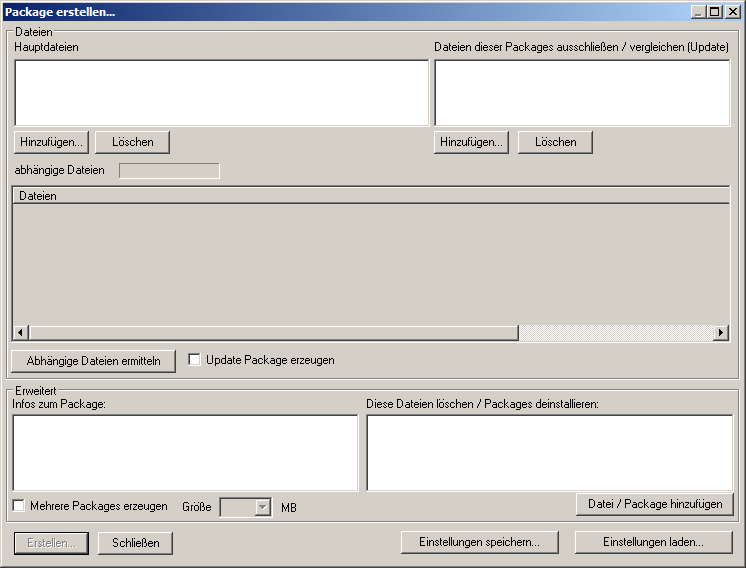 Package erstellen...
Dateien
Hauptdateien
Dateien dieser Packages ausschließen / vergleichen (Update)
Hinzufügen...
Löschen
Hinzufügen...
Löschen
abhängige Dateien
Dateien
Abhängige Dateien ermitteln
Update Package erzeugen
Erweitert
Infos zum Package:
Diese Dateien löschen / Packages deinstallieren:
Mehrere Packages erzeugen
Größe
MB
Datei / Package hinzufügen
Erstellen...
Schließen
Einstellungen speichern...
Einstellungen laden...